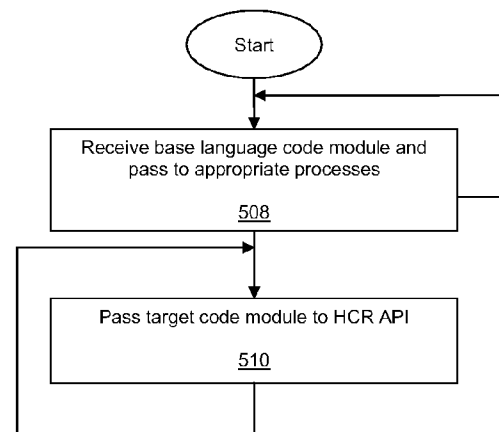 Start
Receive base language code module and
pass to appropriate processes
508
Pass target code module to HCR API
510